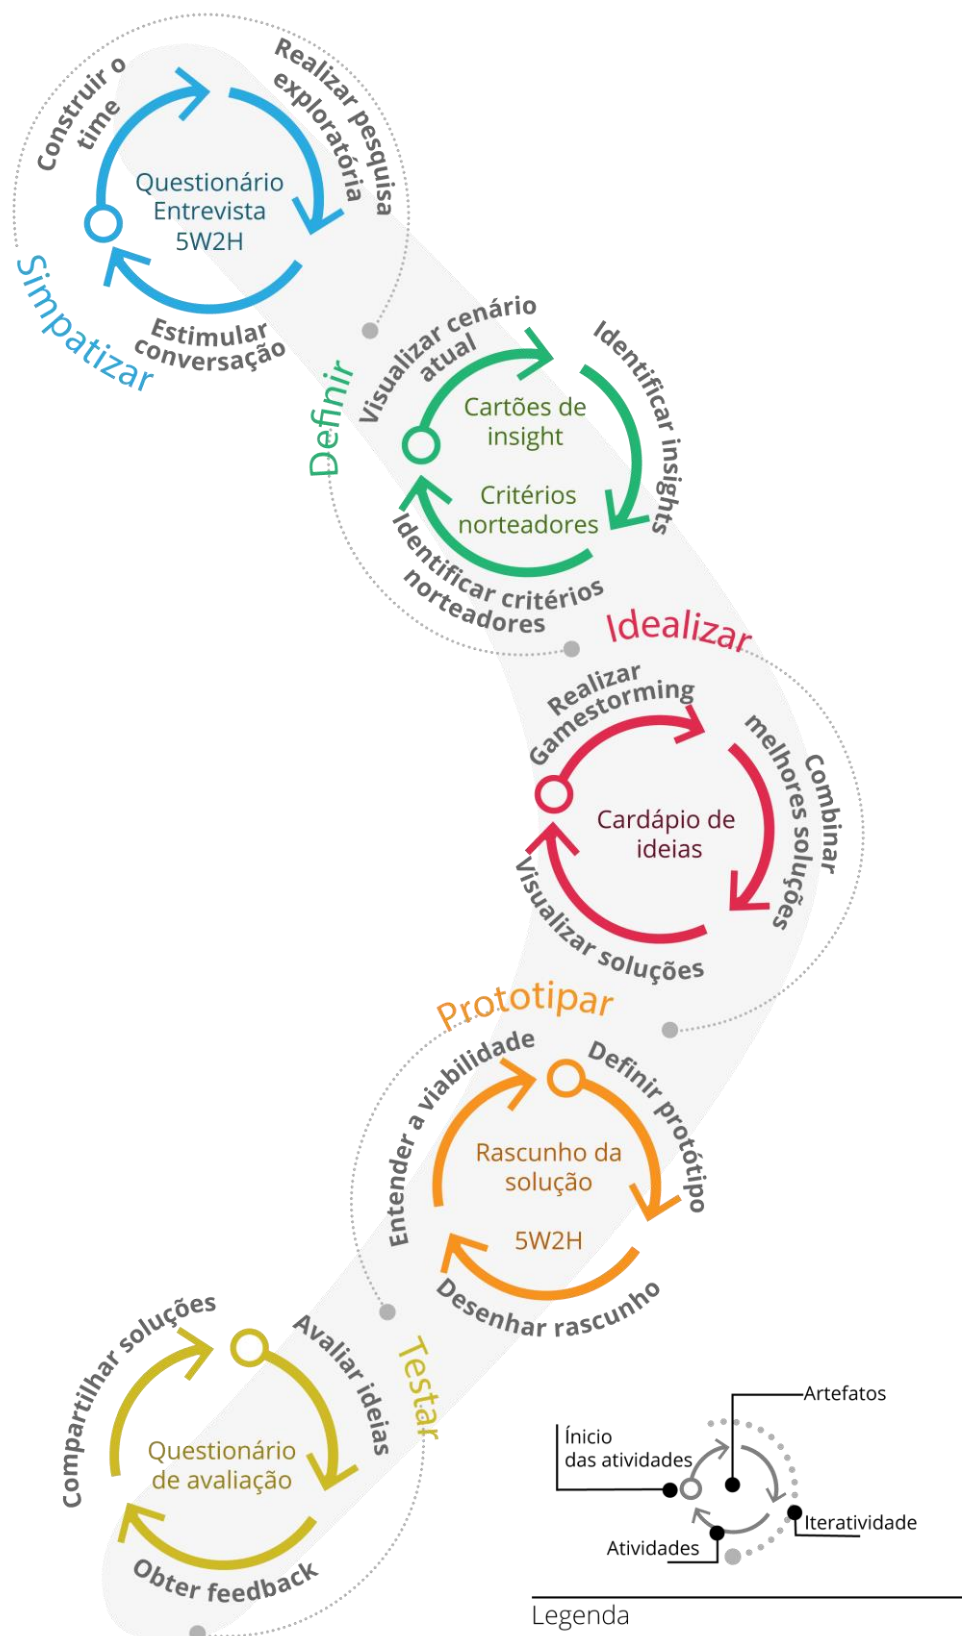 Construir o
time
Realizar pesquisa
exploratória
Questionário
Entrevista
5W2H
Estimular
conversação
Simpatizar
Definir
Visualizar cenário
atual
Identificar insights
Cartões de
insight
Critérios
norteadores
Identificar critérios
norteadores
Idealizar
Realizar
Gamestorming
Combinar
melhores soluções
Cardápio de
ideias
Visualizar soluções
Prototipar
Entender a viabilidade
Definir protótipo
Rascunho da
solução
5W2H
Desenhar rascunho
Testar
Compartilhar soluções
Avaliar ideias
Questionário
de avaliação
Obter feedback
Artefatos
Ínicio
das atividades
Iteratividade
Atividades
Legenda